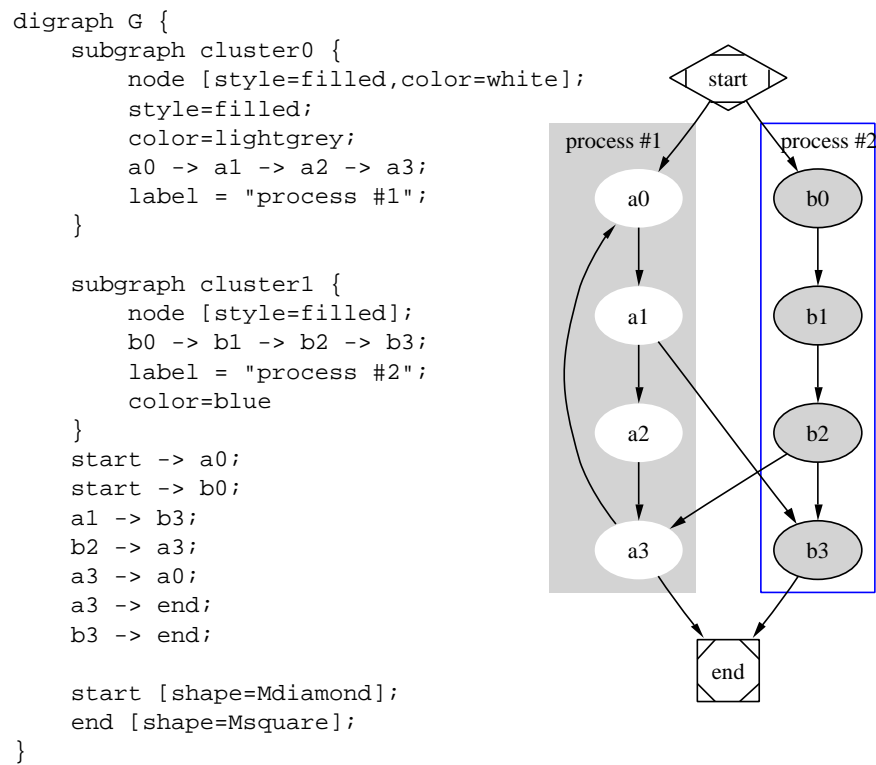 digraph G {
    subgraph cluster0 {
        node [style=filled,color=white];
        style=filled;
        color=lightgrey;
        a0 -> a1 -> a2 -> a3;
        label = "process #1";
    }

    subgraph cluster1 {
        node [style=filled];
        b0 -> b1 -> b2 -> b3;
        label = "process #2";
        color=blue
    }
    start -> a0;
    start -> b0;
    a1 -> b3;
    b2 -> a3;
    a3 -> a0;
    a3 -> end;
    b3 -> end;

    start [shape=Mdiamond];
    end [shape=Msquare];
}
start
process #1
process #2
a0
b0
a1
b1
a2
b2
a3
b3
end